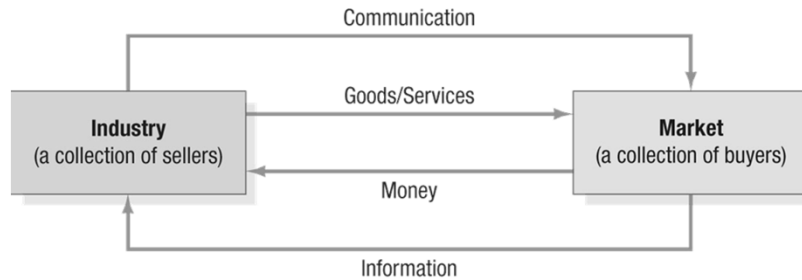 Communication
Goods/Services
Industry
(a collection of sellers)
Market
(a collection of buyers)
Money
Information